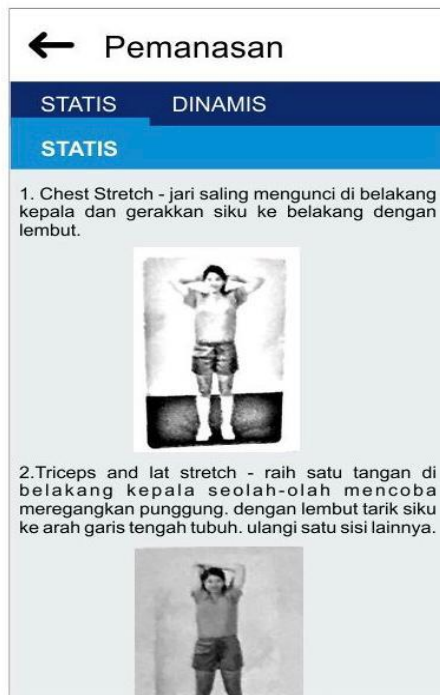 Pemanasan
STATIS DINAMIS
STATIS
1. Chest Stretch - jari saling mengunci di belakang
kepala dan gerakkan siku ke belakang dengan
lembut.
2.Triceps and lat stretch - raih satu tangan di
belakang kepala seolah-olah mencoba
meregangkan punggung. dengan lembut tarik siku
ke arah garis tengah tubuh. ulangi satu sisi lainnya.